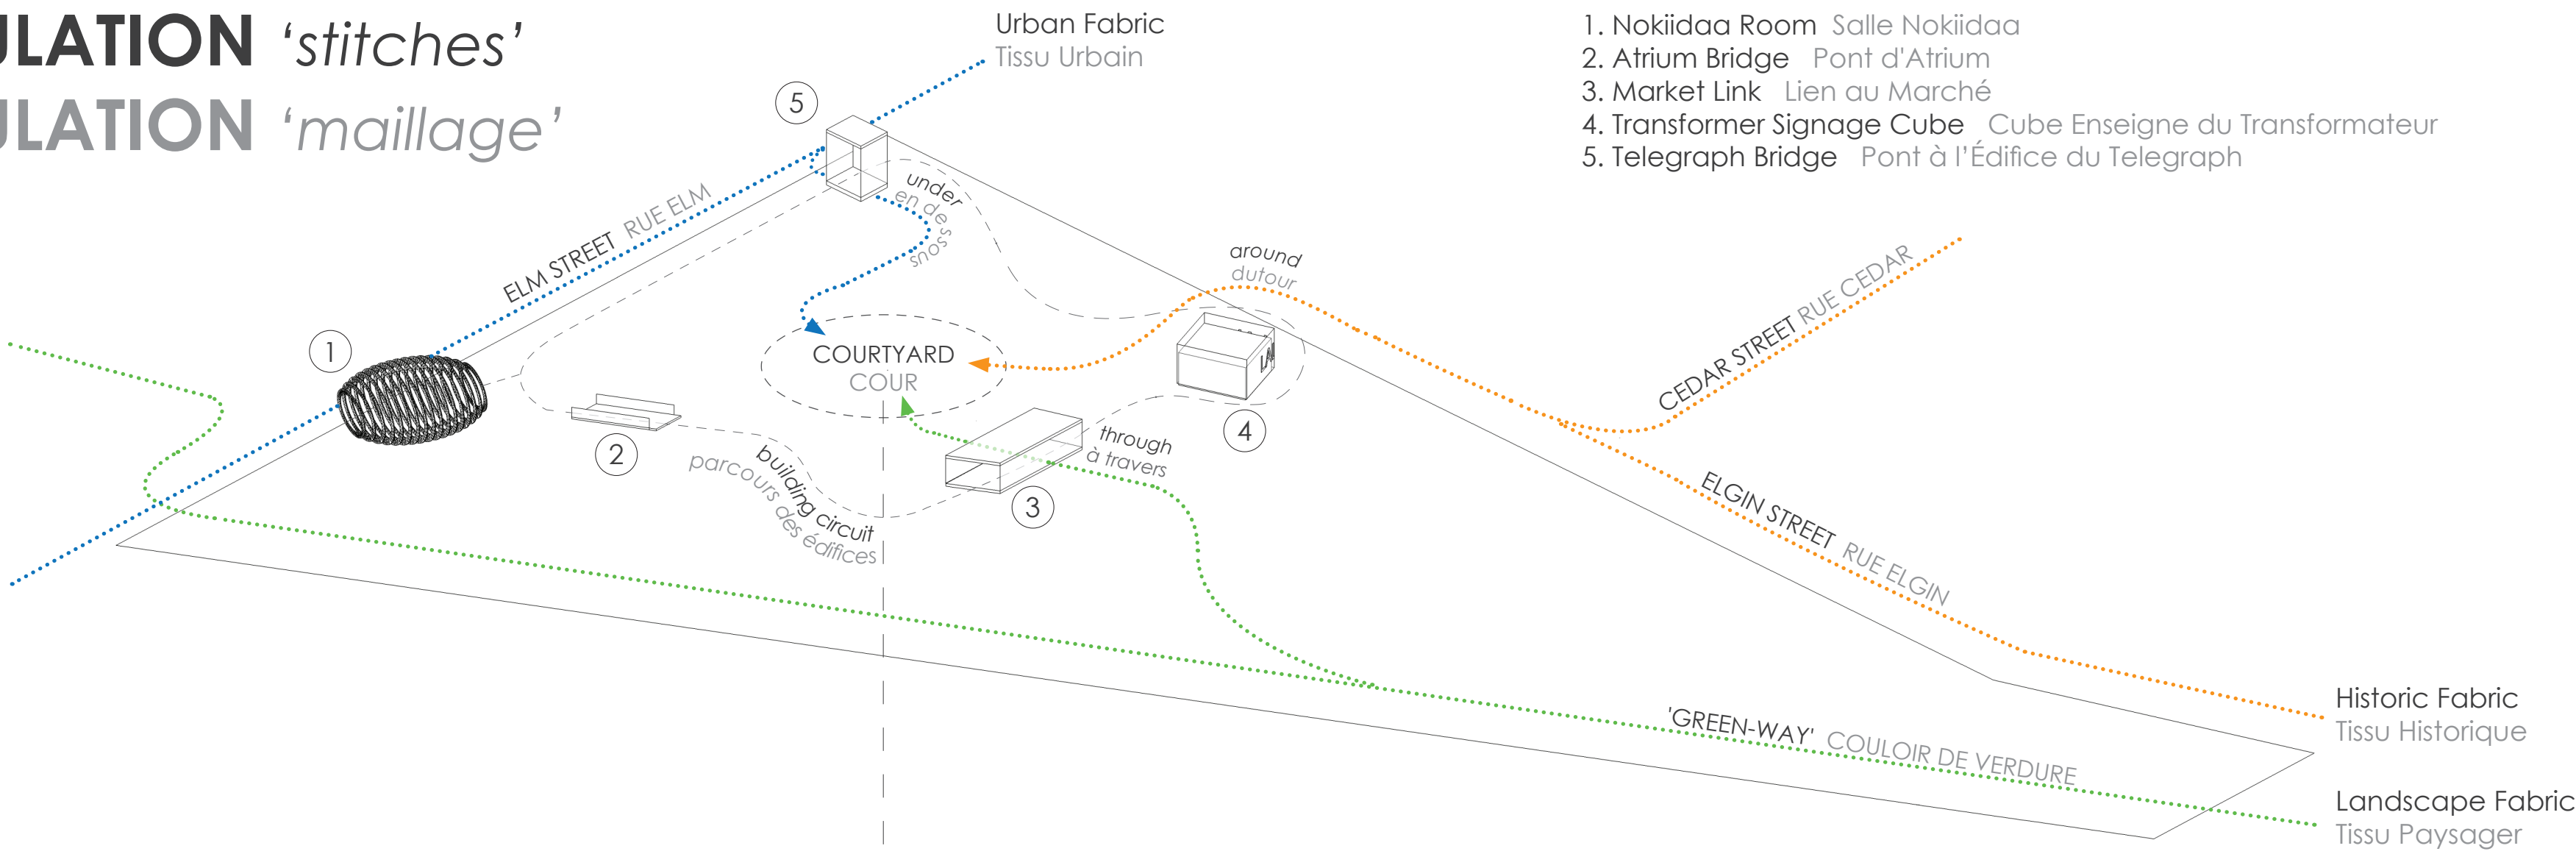 ULATION ‘stitches’
ULATION ‘maillage’
Urban Fabric
Tissu Urbain
1. Nokiidaa Room Salle Nokiidaa
2. Atrium Bridge Pont d'Atrium
3. Market Link Lien au Marché
4. Transformer Signage Cube Cube Enseigne du Transformateur
5. Telegraph Bridge Pont à l’Édifice du Telegraph
5
under
en dessous
ELM STREET RUE ELM
around
dutour
CEDAR STREET RUE CEDAR
1
COURTYARD
COUR
2
4
through
à travers
3
building circuit
parcours des édifices
ELGIN STREET RUE ELGIN
'GREEN-WAY' COULOIR DE VERDURE
Historic Fabric
Tissu Historique
Landscape Fabric
Tissu Paysager